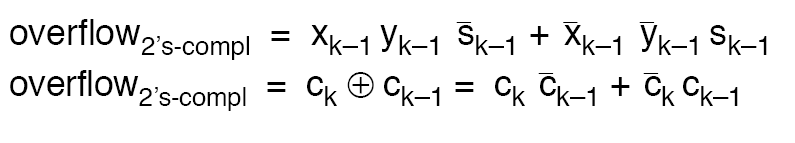 overflow₂’s-compl = xₖ₋₁ yₖ₋₁ s̅ₖ₋₁ + x̅ₖ₋₁ y̅ₖ₋₁ sₖ₋₁
overflow₂’s-compl = cₖ ⊕ cₖ₋₁ = cₖ c̅ₖ₋₁ + c̅ₖ cₖ₋₁